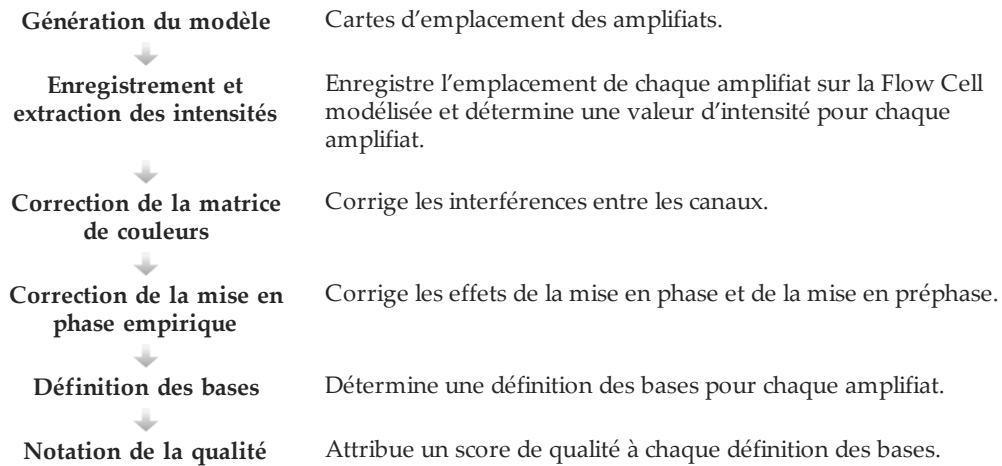 Génération du modèle
Cartes d’emplacement des amplifiats.
Enregistrement et
extraction des intensités
Enregistre l’emplacement de chaque amplifiat sur la Flow Cell
modélisée et détermine une valeur d’intensité pour chaque
amplifiat.
Correction de la matrice
de couleurs
Corrige les interférences entre les canaux.
Correction de la mise en
phase empirique
Corrige les effets de la mise en phase et de la mise en préphase.
Définition des bases
Détermine une définition des bases pour chaque amplifiat.
Notation de la qualité
Attribue un score de qualité à chaque définition des bases.